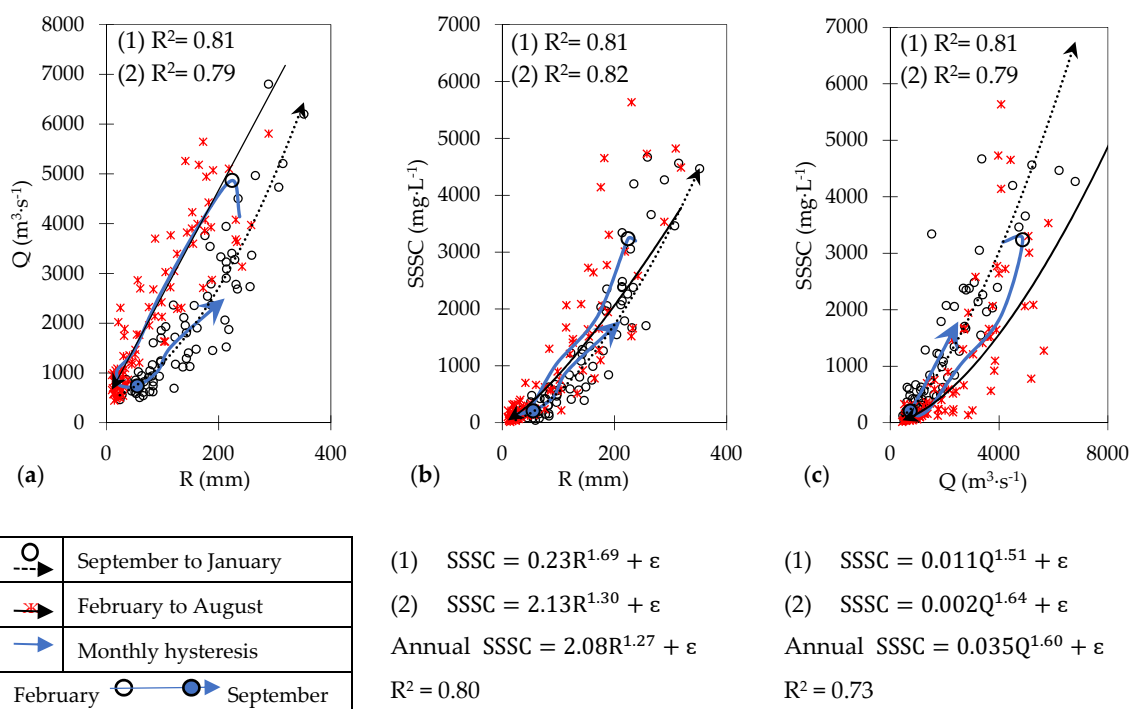 (1) R²= 0.81
(2) R²= 0.79
8000
7000
6000
5000
4000
3000
2000
1000
0
Q (m³·s⁻¹)
0 200 400
R (mm)
(a)
(1) R²= 0.81
(2) R²= 0.82
7000
6000
5000
4000
3000
2000
1000
0
SSSC (mg·L⁻¹)
0 200 400
R (mm)
(b)
(1) R²= 0.81
(2) R²= 0.79
7000
6000
5000
4000
3000
2000
1000
0
SSSC (mg·L⁻¹)
0 4000 8000
Q (m³·s⁻¹)
(c)
September to January
February to August
Monthly hysteresis
February September
(1) SSSC = 0.23R^1.69 + ε
(2) SSSC = 2.13R^1.30 + ε
Annual SSSC = 2.08R^1.27 + ε
R² = 0.80
(1) SSSC = 0.011Q^1.51 + ε
(2) SSSC = 0.002Q^1.64 + ε
Annual SSSC = 0.035Q^1.60 + ε
R² = 0.73